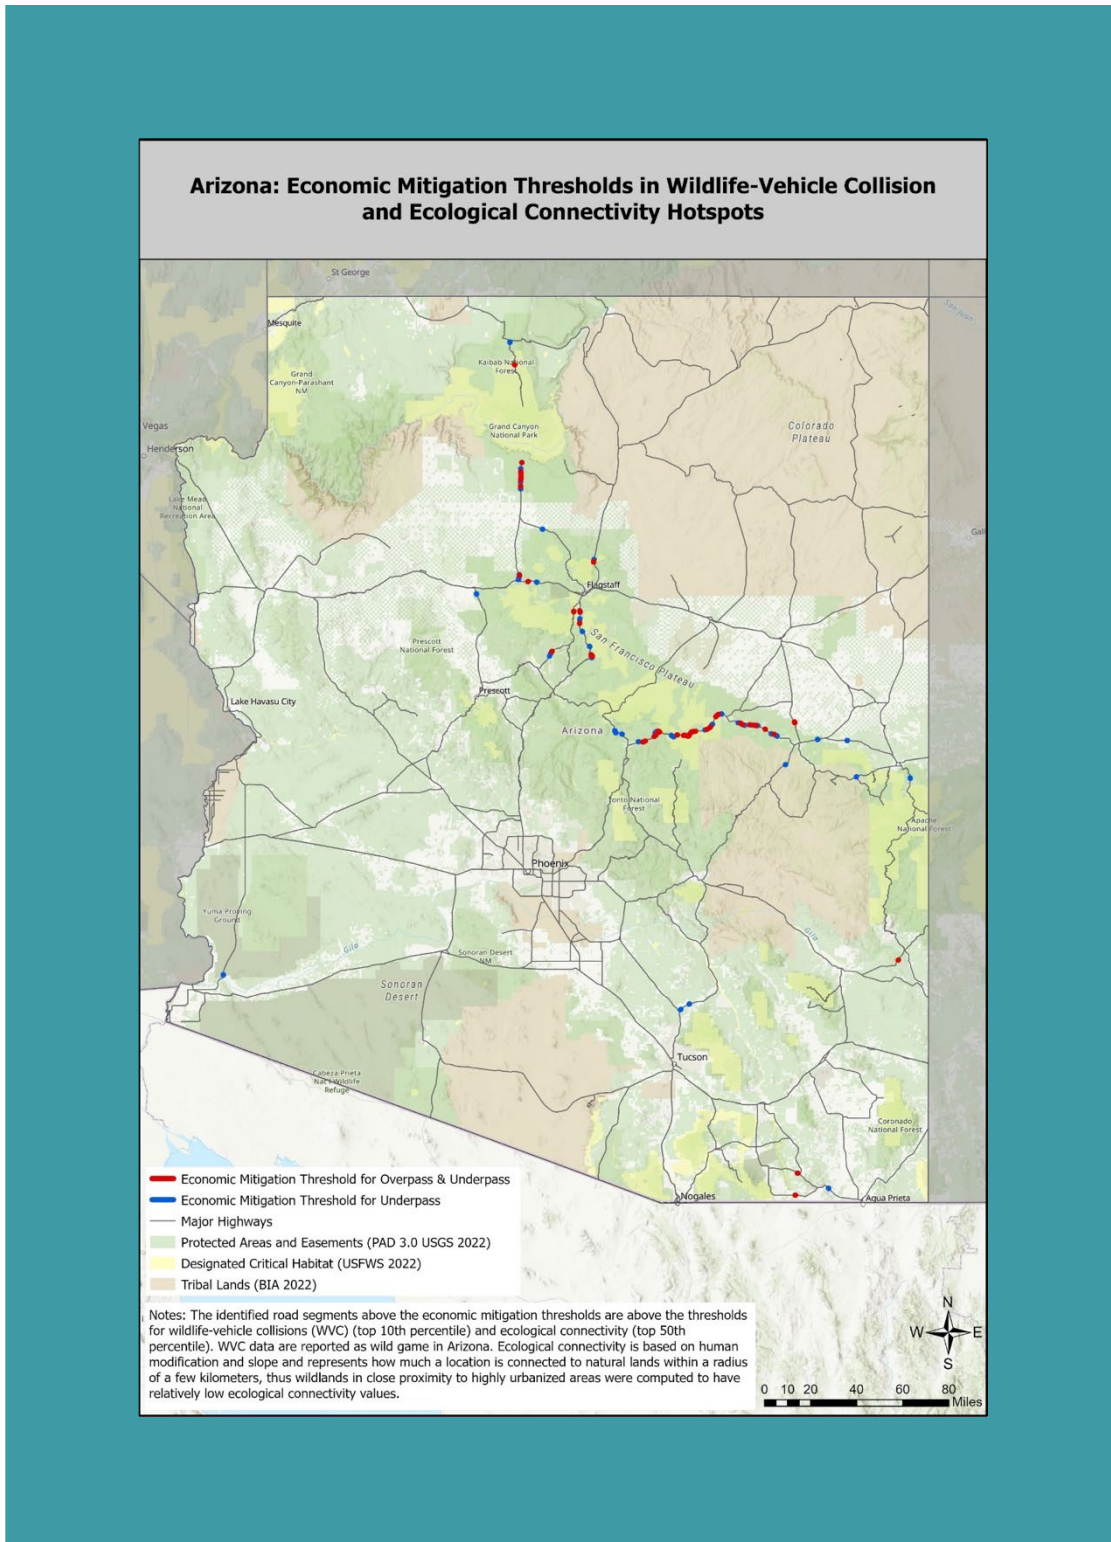 Arizona: Economic Mitigation Thresholds in Wildlife-Vehicle Collision
and Ecological Connectivity Hotspots
St George
San Juan
Mesquite
Kaibab National
Forest
Grand
Canyon-Parashant
NM
Grand Canyon
National Park
Colorado
Plateau
Vegas
Henderson
Lake Mead
National
Recreation Area
Gall
Flagstaff
San Francisco Plateau
Prescott
National Forest
Prescott
Lake Havasu City
Arizona
Tonto National
Forest
Apache
National Forest
Phoenix
Yuma Proving
Ground
Gila
Gila
Sonoran Desert
NM
Sonoran
Desert
Tucson
Cabeza Prieta
Nat'l Wildlife
Refuge
Coronado
National Forest
Nogales
Agua Prieta
Economic Mitigation Threshold for Overpass & Underpass
Economic Mitigation Threshold for Underpass
Major Highways
Protected Areas and Easements (PAD 3.0 USGS 2022)
Designated Critical Habitat (USFWS 2022)
Tribal Lands (BIA 2022)
Notes: The identified road segments above the economic mitigation thresholds are above the thresholds
for wildlife-vehicle collisions (WVC) (top 10th percentile) and ecological connectivity (top 50th
percentile). WVC data are reported as wild game in Arizona. Ecological connectivity is based on human
modification and slope and represents how much a location is connected to natural lands within a radius
of a few kilometers, thus wildlands in close proximity to highly urbanized areas were computed to have
relatively low ecological connectivity values.
N
W E
S
0 10 20 40 60 80
Miles